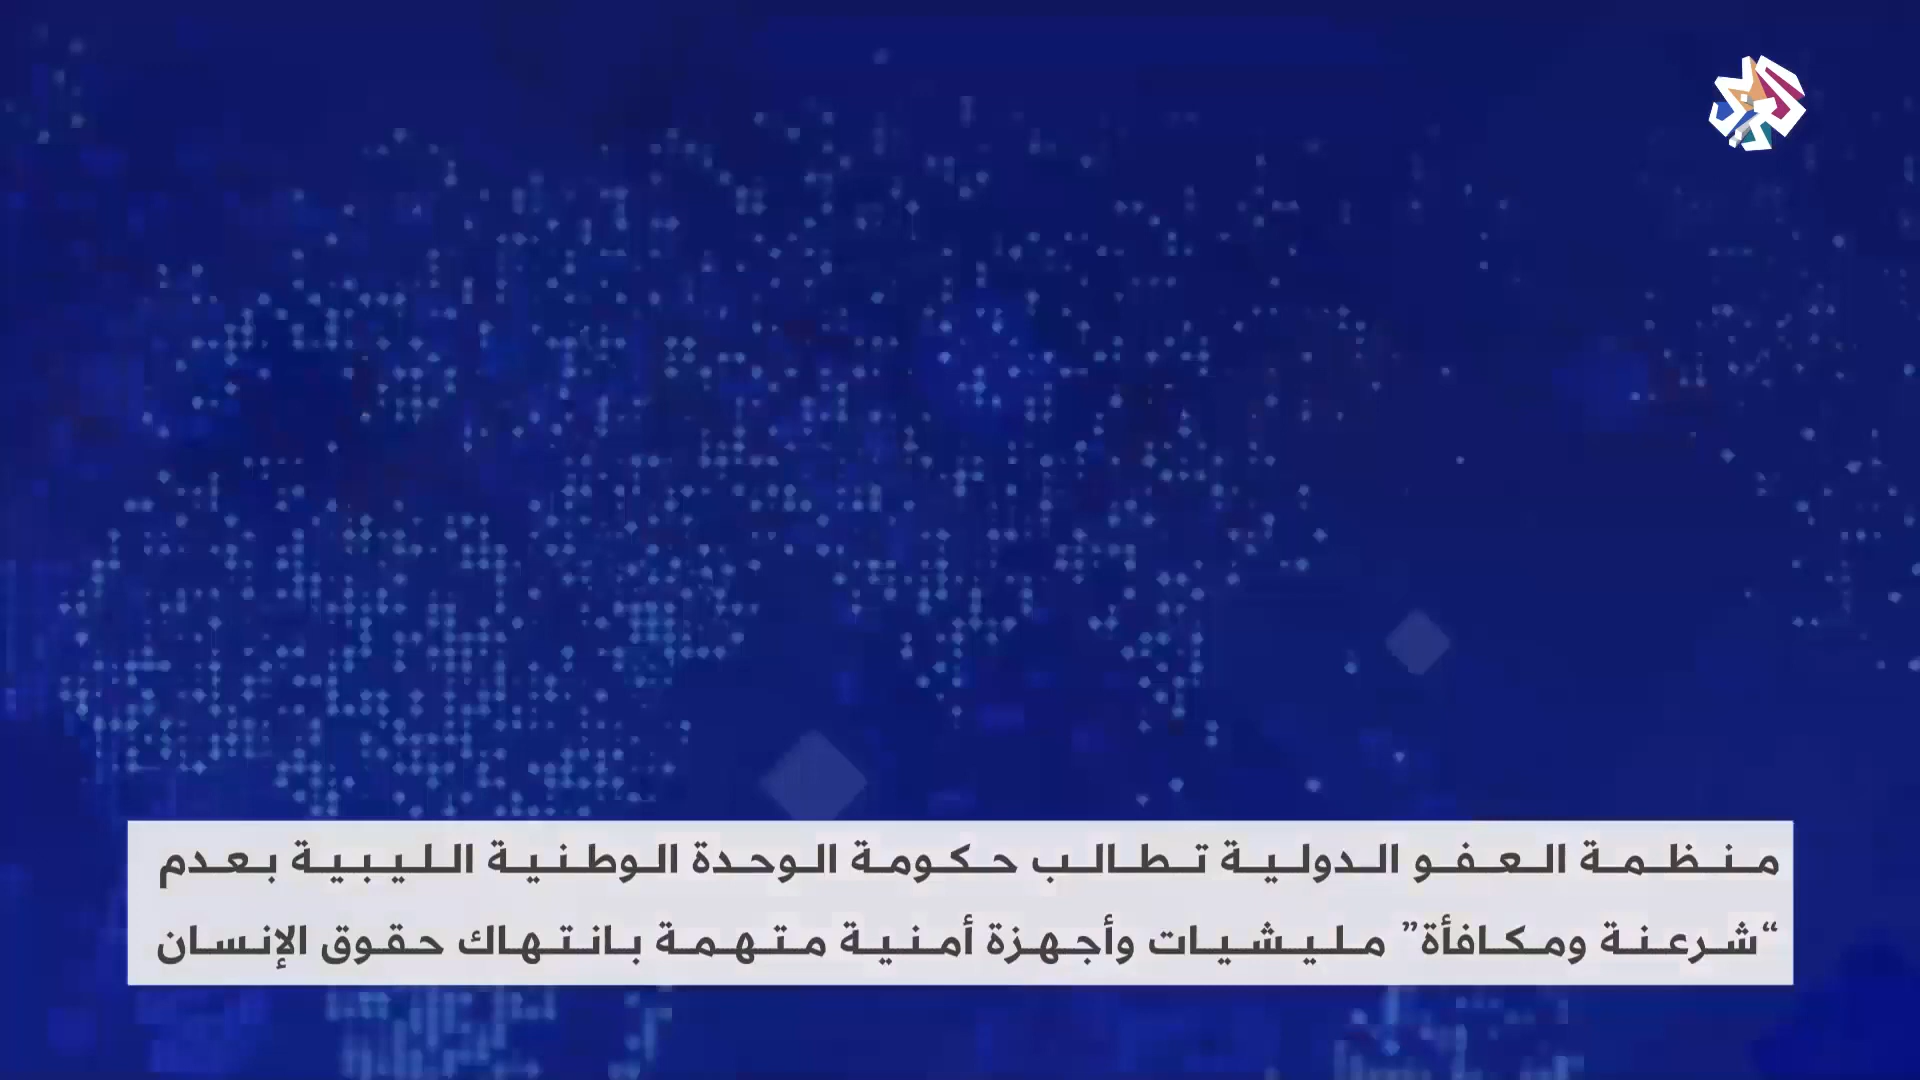 منظمة العفو الدولية تطالب حكومة الوحدة الوطنية الليبية بعدم
“شرعنة ومكافأة” مليشيات وأجهزة أمنية متهمة بانتهاك حقوق الإنسان